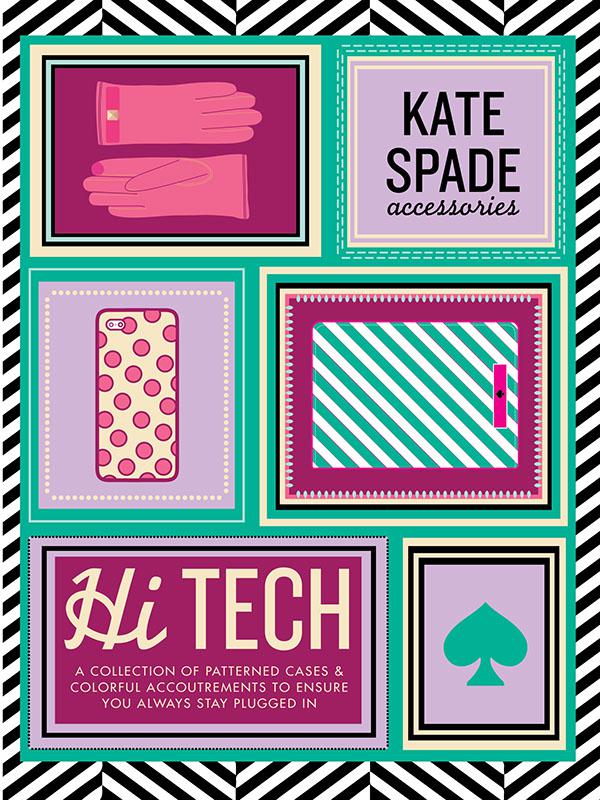 KATE
SPADE
accessories
Hi TECH
A COLLECTION OF PATTERNED CASES &
COLORFUL ACCOUTREMENTS TO ENSURE
YOU ALWAYS STAY PLUGGED IN